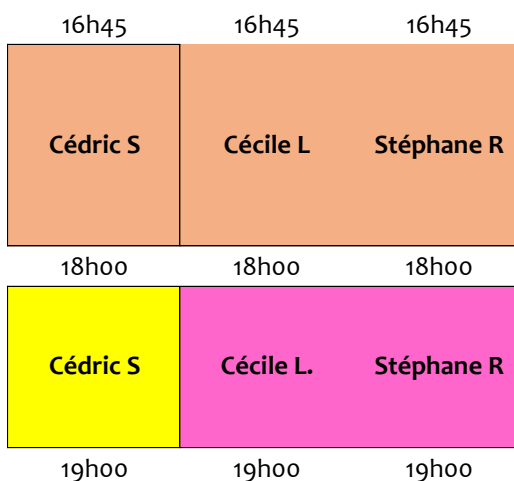 16h45 16h45 16h45
Cédric S Cécile L Stéphane R
18h00 18h00 18h00
Cédric S Cécile L. Stéphane R
19h00 19h00 19h00